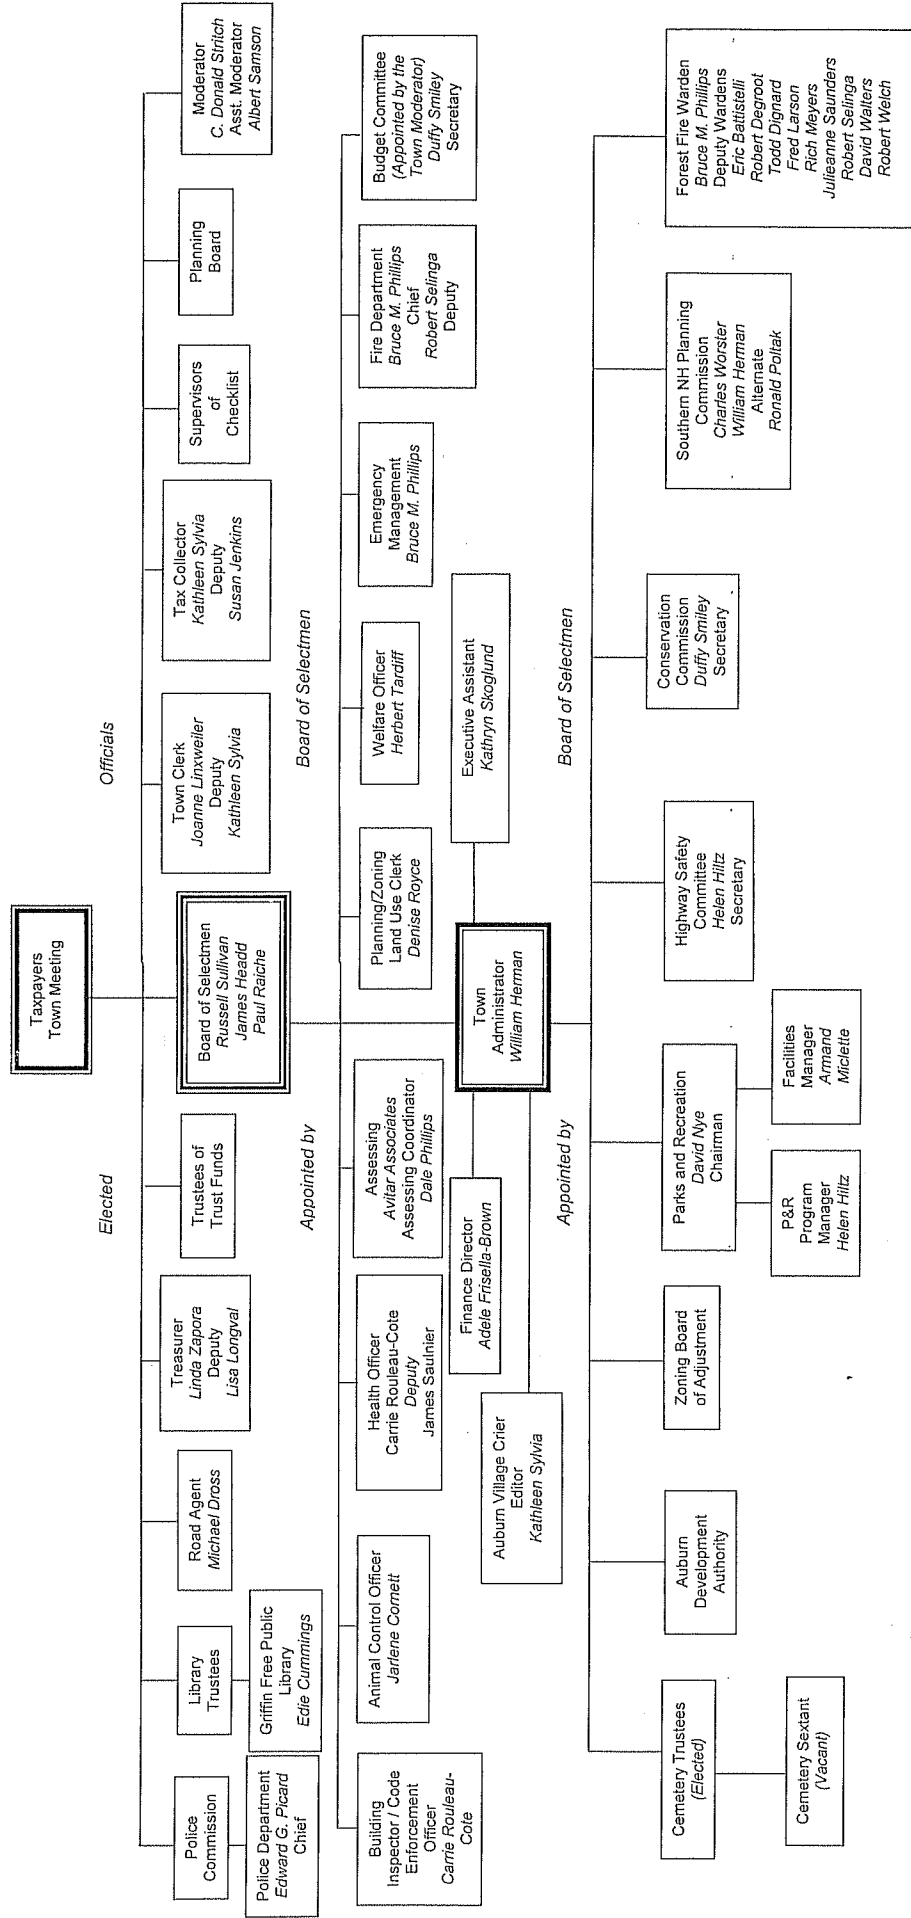 Taxpayers
Town Meeting
Elected
Officials
Police
Commission
Police Department
Edward G. Picard
Chief
Library
Trustees
Griffin Free Public
Library
Edie Cummings
Road Agent
Michael Dross
Treasurer
Linda Zapora
Deputy
Lisa Longval
Trustees of
Trust Funds
Board of Selectmen
Russell Sullivan
James Headd
Paul Raiche
Town Clerk
Joanne Linxweiler
Deputy
Kathleen Sylvia
Tax Collector
Kathleen Sylvia
Deputy
Susan Jenkins
Supervisors
of
Checklist
Planning
Board
Moderator
C. Donald Stritch
Asst. Moderator
Albert Samson
Appointed by
Board of Selectmen
Building
Inspector / Code
Enforcement
Officer
Carrie Rouleau-
Cote
Animal Control Officer
Jarlene Cornett
Health Officer
Carrie Rouleau-Cote
Deputy
James Saulnier
Assessing
Avitar Associates
Assessing Coordinator
Dale Phillips
Planning/Zoning
Land Use Clerk
Denise Royce
Welfare Officer
Herbert Tardiff
Emergency
Management
Bruce M. Phillips
Fire Department
Bruce M. Phillips
Chief
Robert Selinga
Deputy
Budget Committee
(Appointed by the
Town Moderator)
Duffy Smiley
Secretary
Auburn Village Crier
Editor
Kathleen Sylvia
Finance Director
Adele Frisella-Brown
Town
Administrator
William Herman
Executive Assistant
Kathryn Skoglund
Appointed by
Board of Selectmen
Cemetery Trustees
(Elected)
Cemetery Sextant
(Vacant)
Auburn
Development
Authority
Zoning Board
of Adjustment
Parks and Recreation
David Nye
Chairman
P&R
Program
Manager
Helen Hiltz
Facilities
Manager
Armand
Miclette
Highway Safety
Committee
Helen Hiltz
Secretary
Conservation
Commission
Duffy Smiley
Secretary
Southern NH Planning
Commission
Charles Worster
William Herman
Alternate
Ronald Poltak
Forest Fire Warden
Bruce M. Phillips
Deputy Wardens
Eric Battistelli
Robert Degroot
Todd Dignard
Fred Larson
Rich Meyers
Julieanne Saunders
Robert Selinga
David Walters
Robert Welch